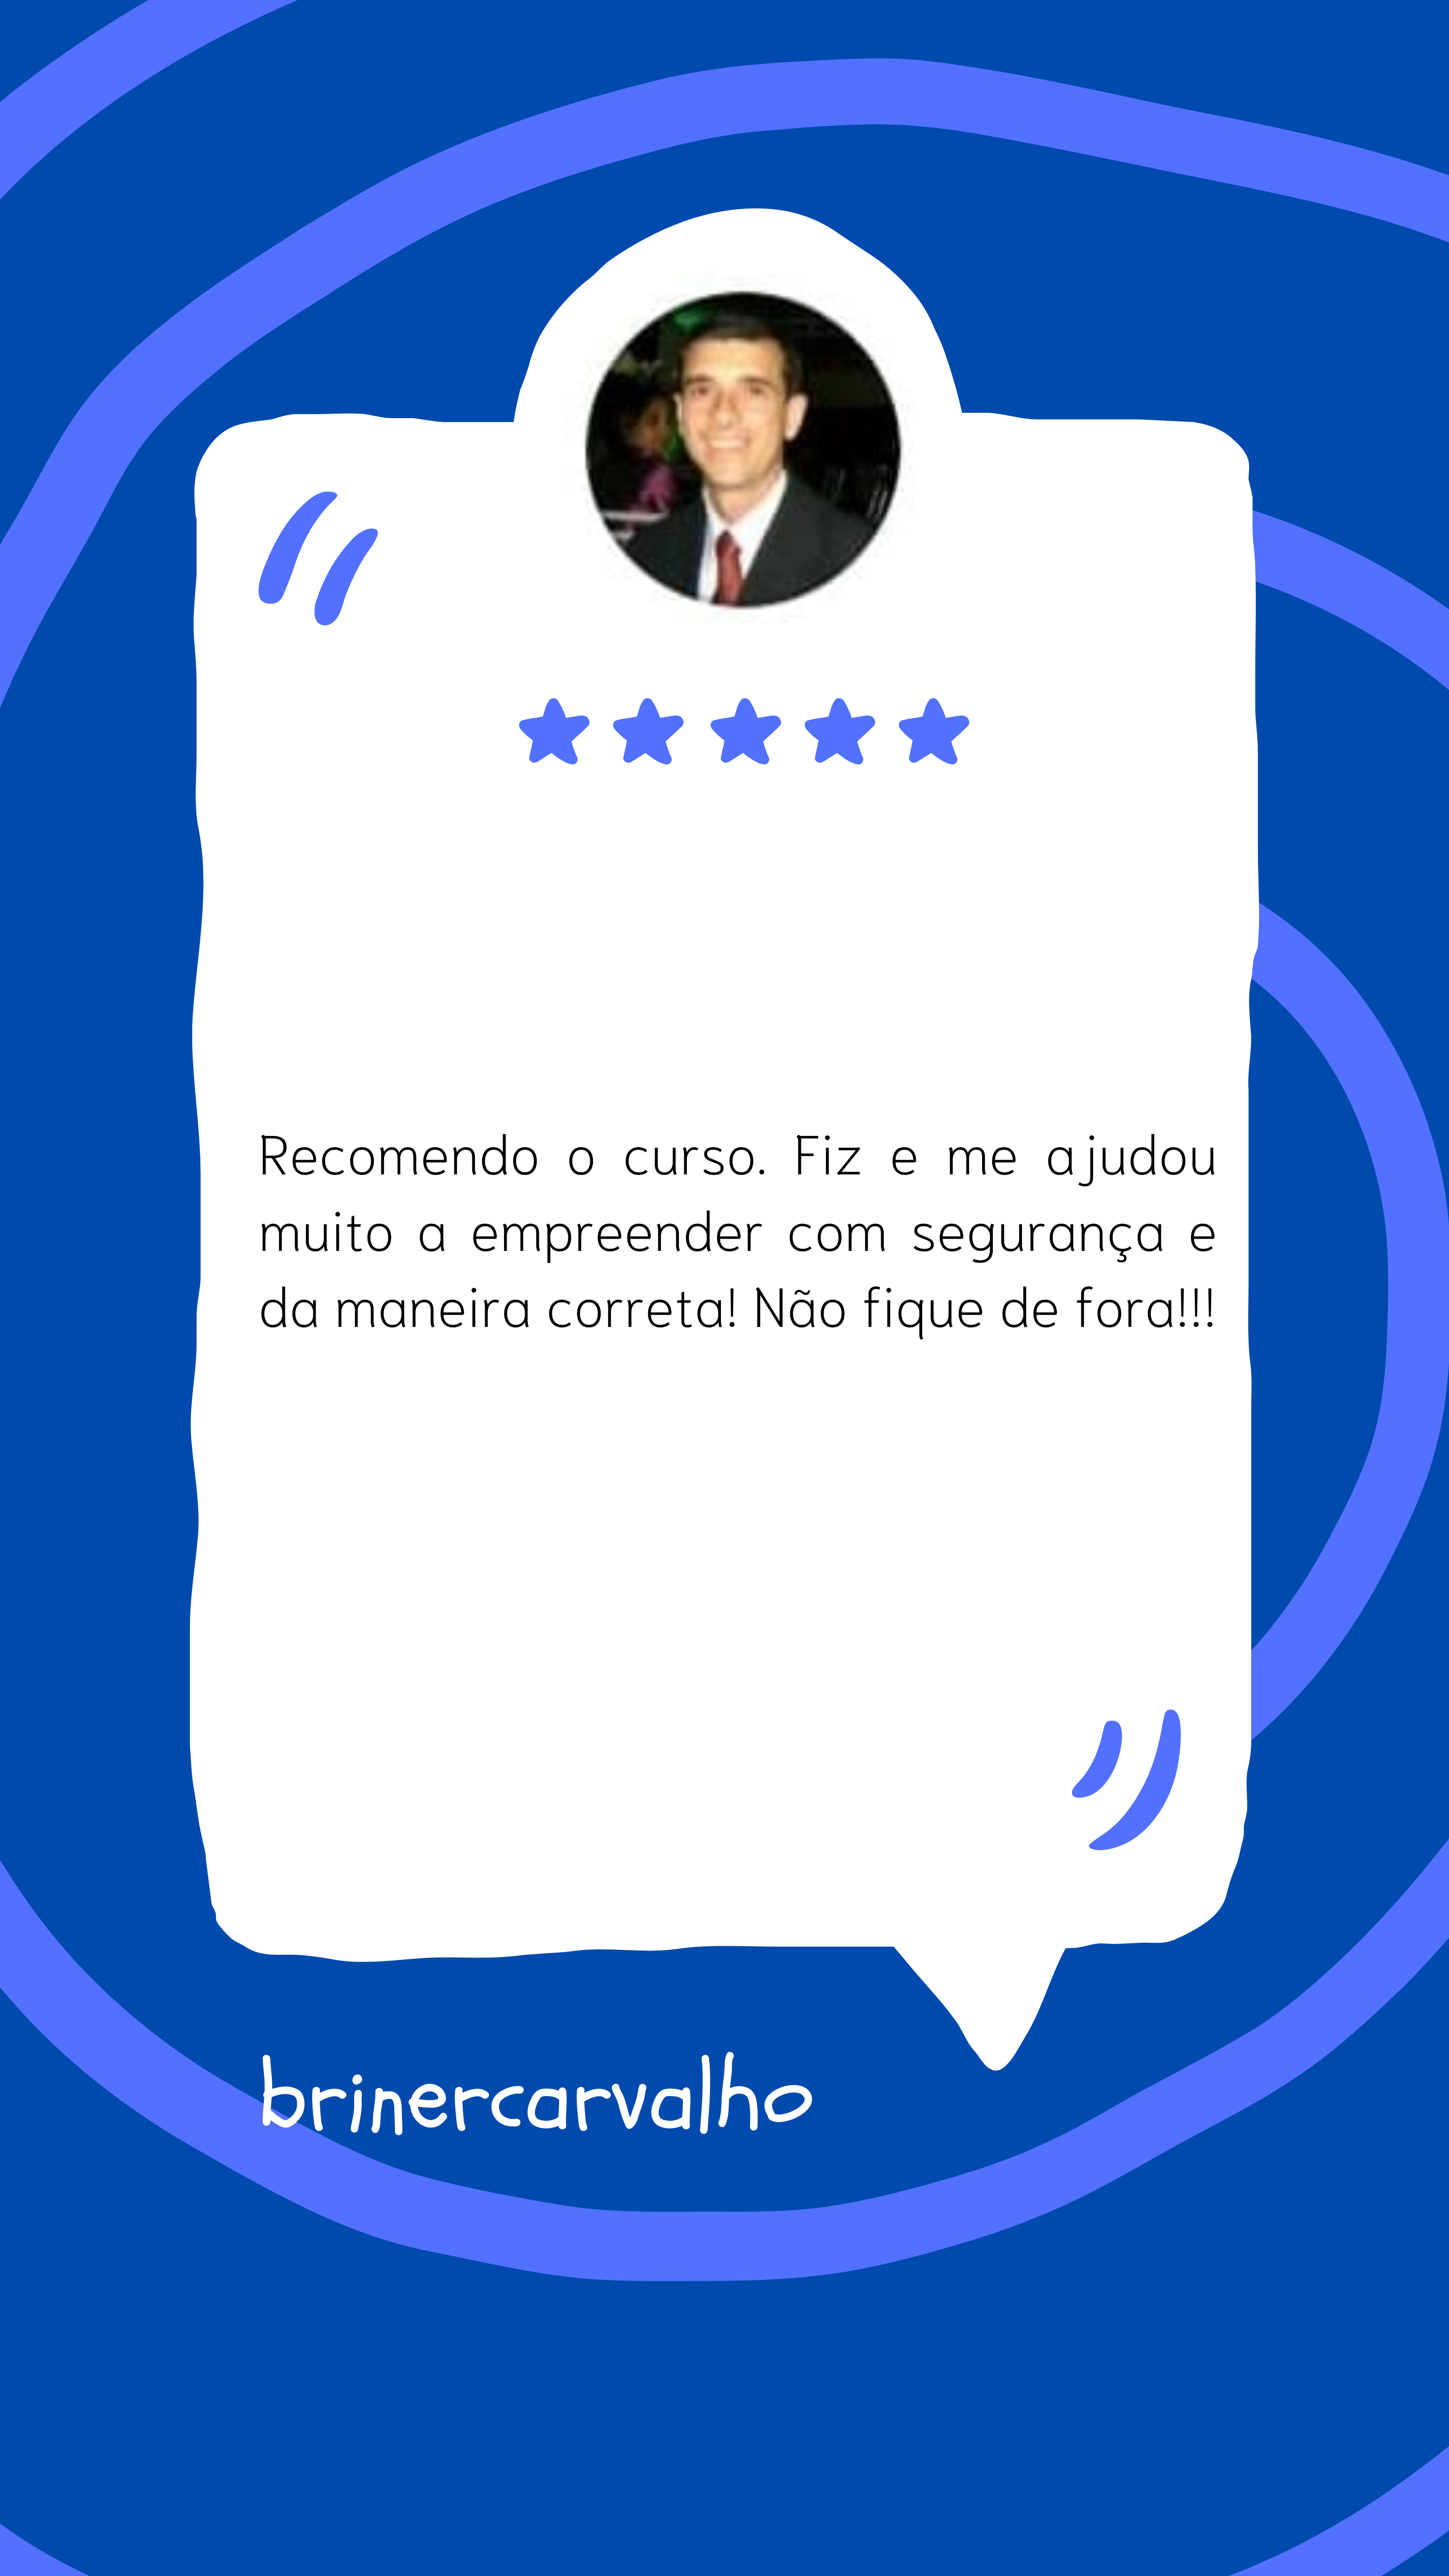 Recomendo o curso. Fiz e me ajudou
muito a empreender com segurança e
da maneira correta! Não fique de fora!!!
brinercarvalho